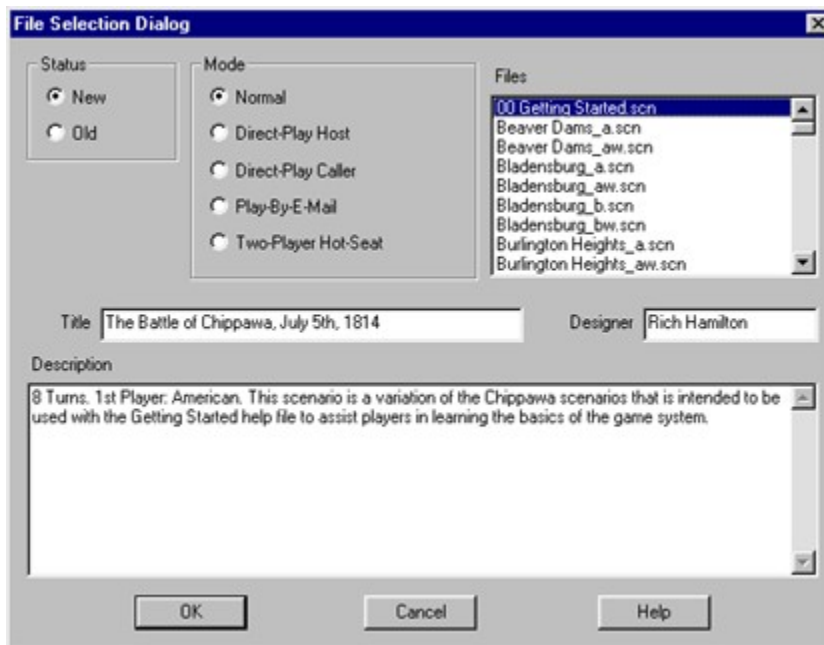 File Selection Dialog
Status
New
Old
Mode
Normal
Direct-Play Host
Direct-Play Caller
Play-By-E-Mail
Two-Player Hot-Seat
Files
00 Getting Started.scn
Beaver Dams_a.scn
Beaver Dams_aw.scn
Bladensburg_a.scn
Bladensburg_aw.scn
Bladensburg_b.scn
Bladensburg_bw.scn
Burlington Heights_a.scn
Burlington Heights_aw.scn
Title The Battle of Chippawa, July 5th, 1814
Designer Rich Hamilton
Description
8 Turns. 1st Player: American. This scenario is a variation of the Chippawa scenarios that is intended to be
used with the Getting Started help file to assist players in learning the basics of the game system.
OK Cancel Help